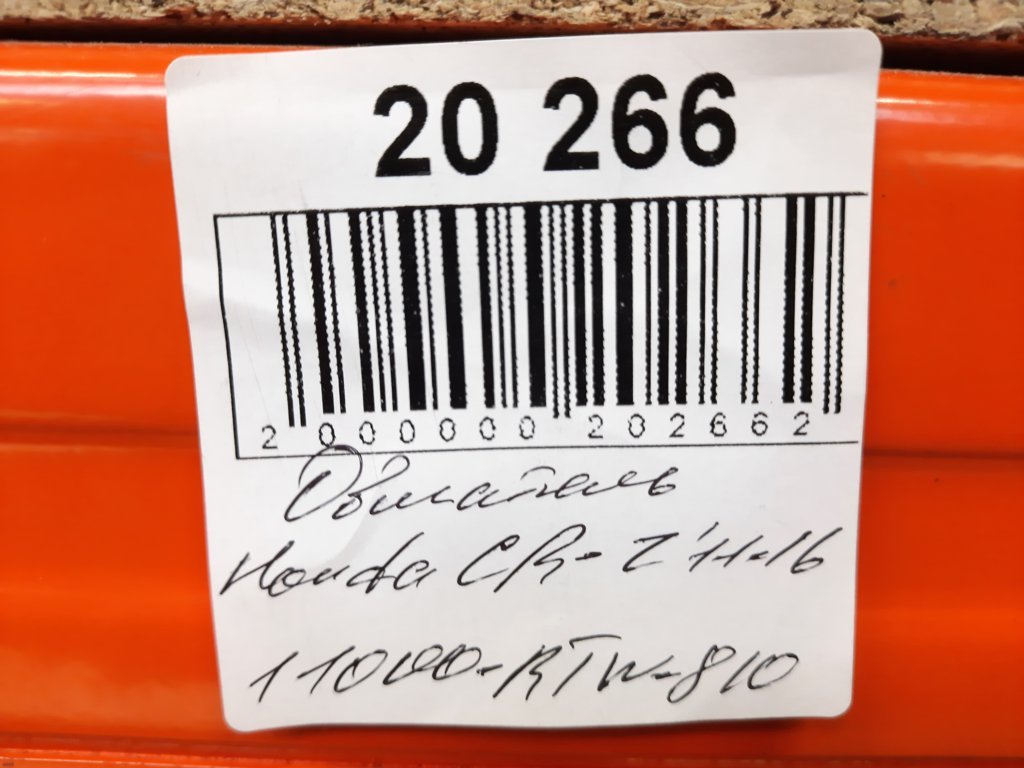 20 266
2 000000 202662
Двигатель
Honda CR-Z '11-16
11000-RTW-810